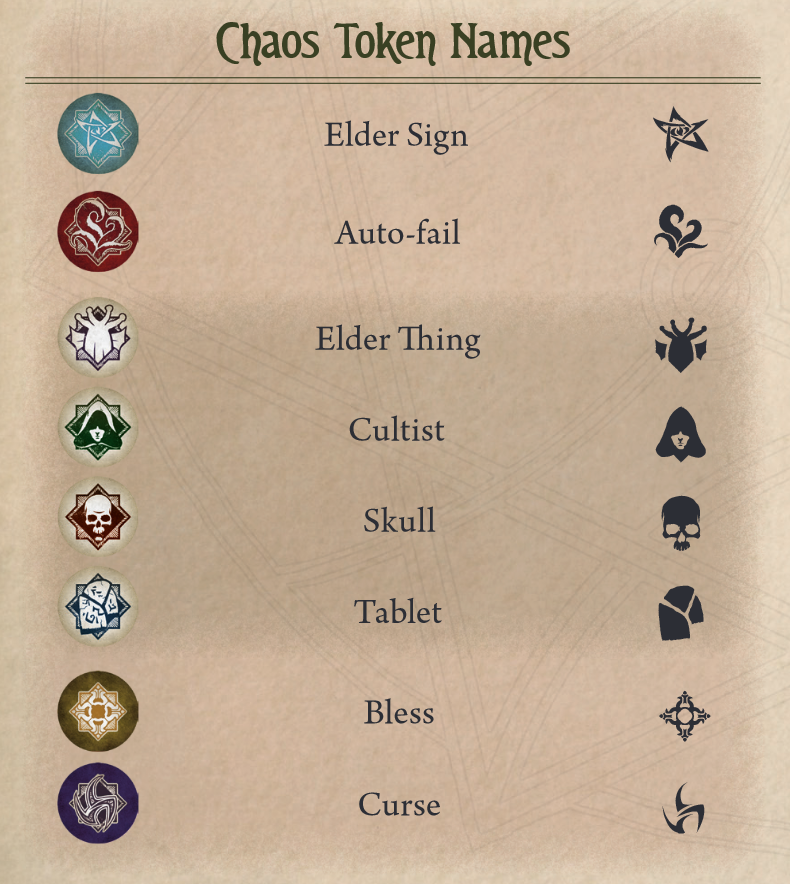 Chaos Token Names
Elder Sign
Auto-fail
Elder Thing
Cultist
Skull
Tablet
Bless
Curse